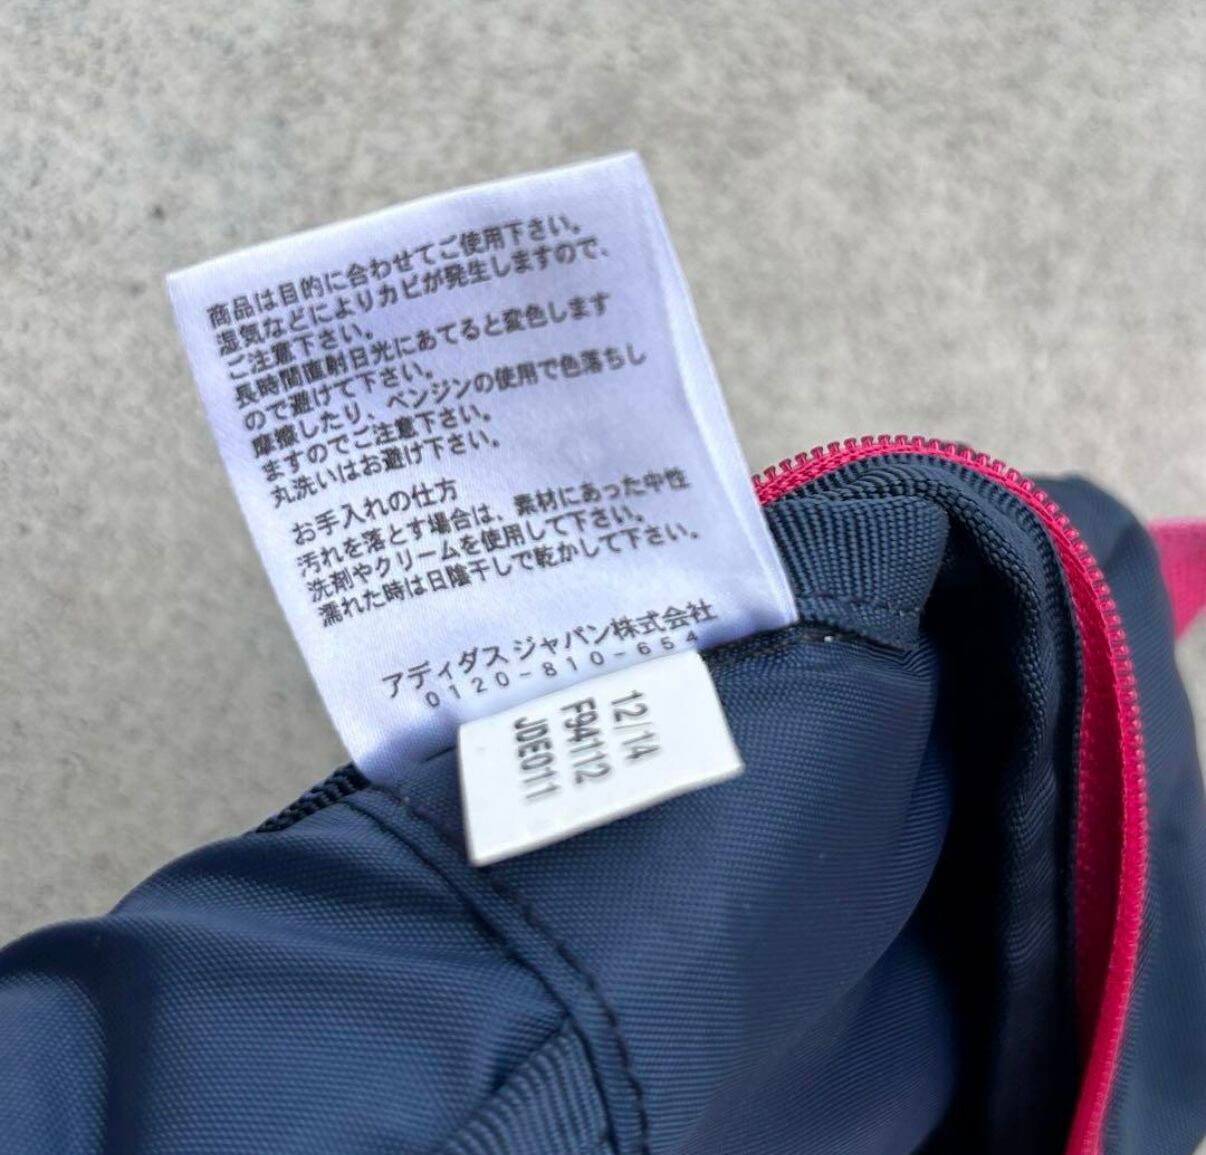 商品は目的に合わせてご使用下さい。
湿気などによりカビが発生しますので、
ご注意下さい。
長時間直射日光にあてると変色します
ので避けて下さい。
摩擦したり、ベンジンの使用で色落ちし
ますのでご注意下さい。
丸洗いはお避け下さい。
お手入れの仕方
汚れを落とす場合は、素材にあった中性
洗剤やクリームを使用して下さい。
濡れた時は日陰干しで乾かして下さい。
アディダス ジャパン株式会社
0120-810-654
12/14
F94112
JDE011